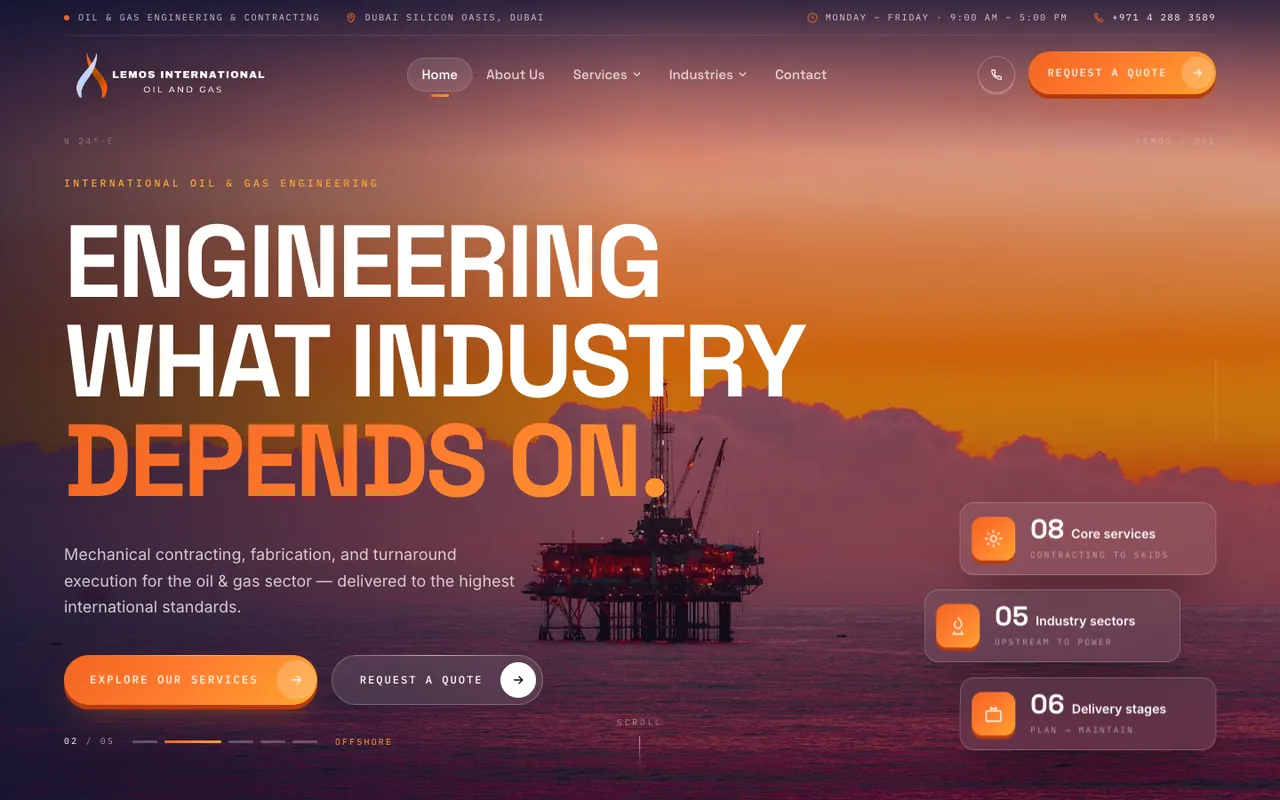 OIL & GAS ENGINEERING & CONTRACTING
DUBAI SILICON OASIS, DUBAI
MONDAY – FRIDAY · 9:00 AM – 5:00 PM
+971 4 288 3589
LEMOS INTERNATIONAL
OIL AND GAS
Home
About Us
Services
Industries
Contact
REQUEST A QUOTE
N 24°·E
LEMOS / 001
INTERNATIONAL OIL & GAS ENGINEERING
ENGINEERING
WHAT INDUSTRY
DEPENDS ON.
Mechanical contracting, fabrication, and turnaround
execution for the oil & gas sector — delivered to the highest
international standards.
EXPLORE OUR SERVICES
REQUEST A QUOTE
02 / 05
OFFSHORE
SCROLL
08 Core services
CONTRACTING TO SKIDS
05 Industry sectors
UPSTREAM TO POWER
06 Delivery stages
PLAN → MAINTAIN